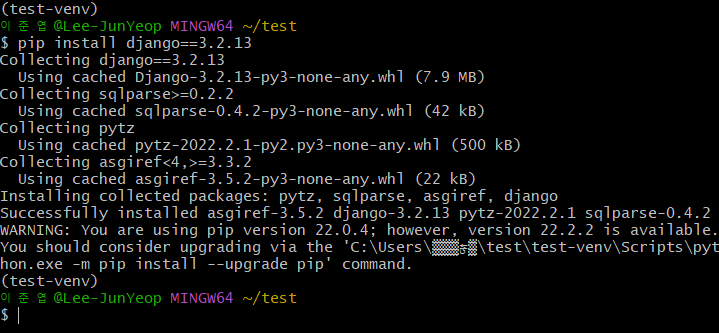 (test-venv)
이 준 엽 @Lee-JunYeop MINGW64 ~/test
$ pip install django==3.2.13
Collecting django==3.2.13
  Using cached Django-3.2.13-py3-none-any.whl (7.9 MB)
Collecting sqlparse>=0.2.2
  Using cached sqlparse-0.4.2-py3-none-any.whl (42 kB)
Collecting pytz
  Using cached pytz-2022.2.1-py2.py3-none-any.whl (500 kB)
Collecting asgiref<4,>=3.3.2
  Using cached asgiref-3.5.2-py3-none-any.whl (22 kB)
Installing collected packages: pytz, sqlparse, asgiref, django
Successfully installed asgiref-3.5.2 django-3.2.13 pytz-2022.2.1 sqlparse-0.4.2
WARNING: You are using pip version 22.0.4; however, version 22.2.2 is available.
You should consider upgrading via the 'C:\Users\\test\test-venv\Scripts\pyt
hon.exe -m pip install --upgrade pip' command.
(test-venv)
이 준 엽 @Lee-JunYeop MINGW64 ~/test
$